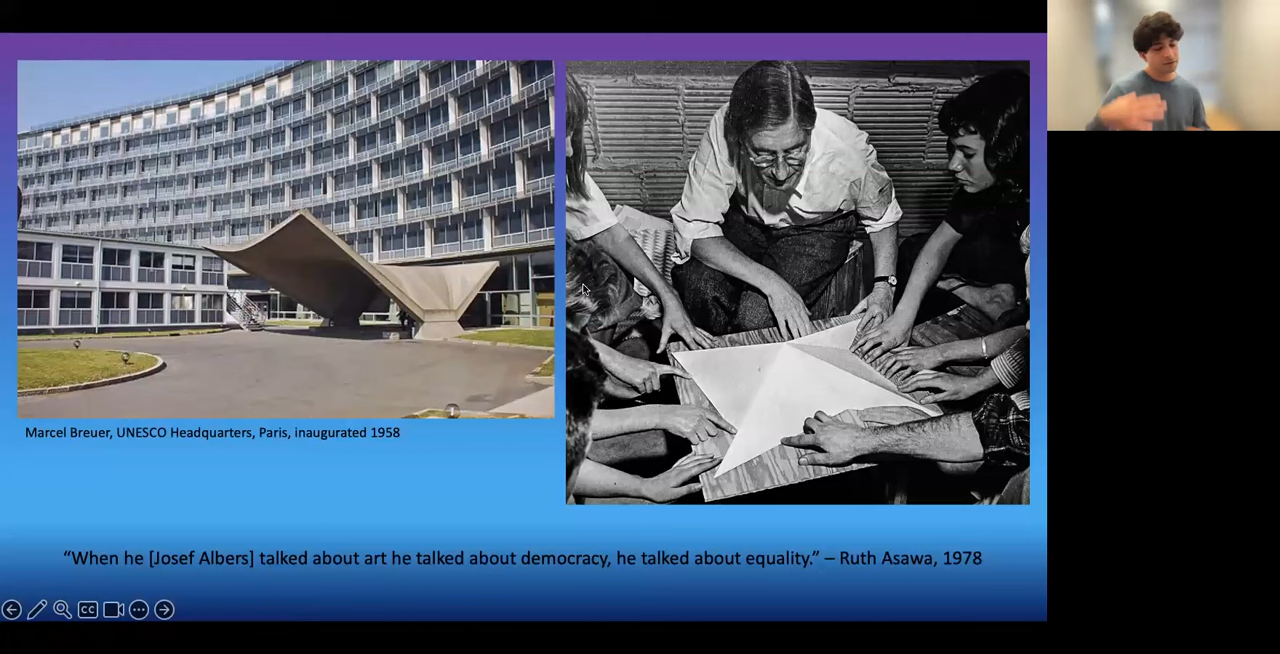 Marcel Breuer, UNESCO Headquarters, Paris, inaugurated 1958
“When he [Josef Albers] talked about art he talked about democracy, he talked about equality.” – Ruth Asawa, 1978
CC